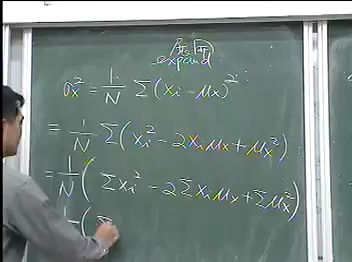 expand
σx² = 1/N Σ(xi - μx)²
= 1/N Σ(xi² - 2xiμx + μx²)
= 1/N (Σxi² - 2Σxiμx + Σμx²)